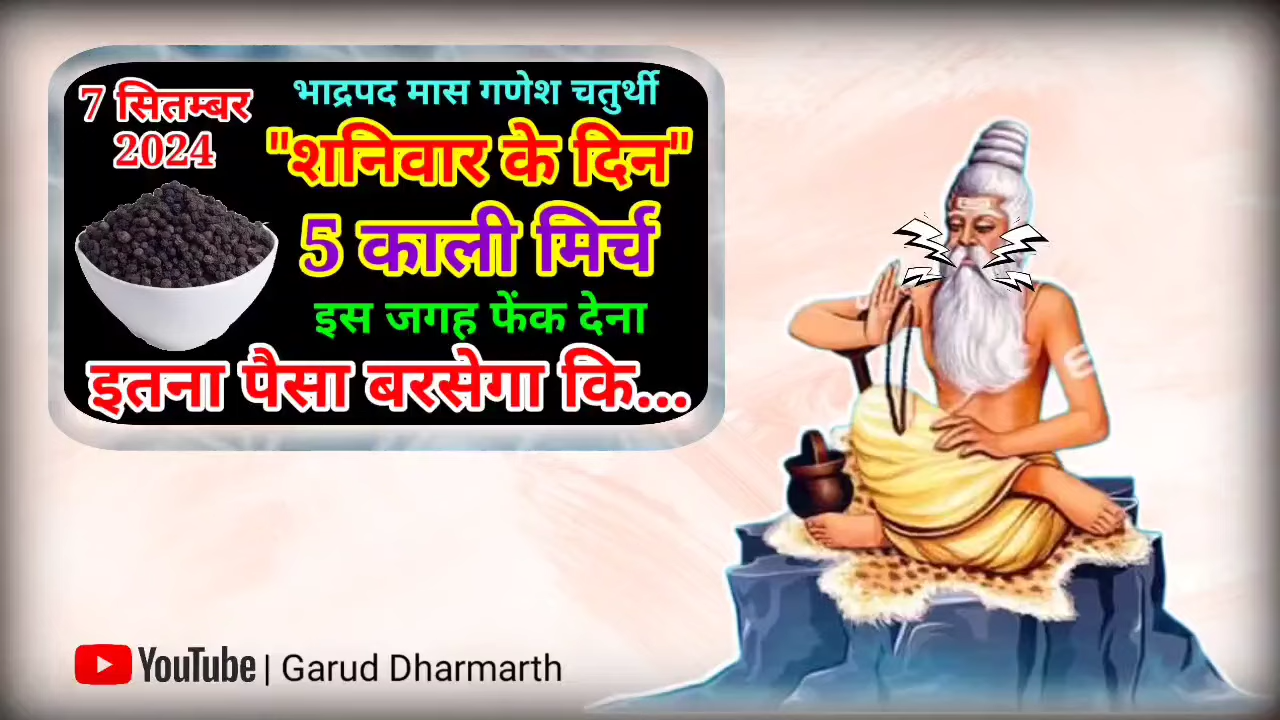 7 सितम्बर
2024
भाद्रपद मास गणेश चतुर्थी
"शनिवार के दिन"
5 काली मिर्च
इस जगह फेंक देना
इतना पैसा बरसेगा कि...
YouTube | Garud Dharmarth